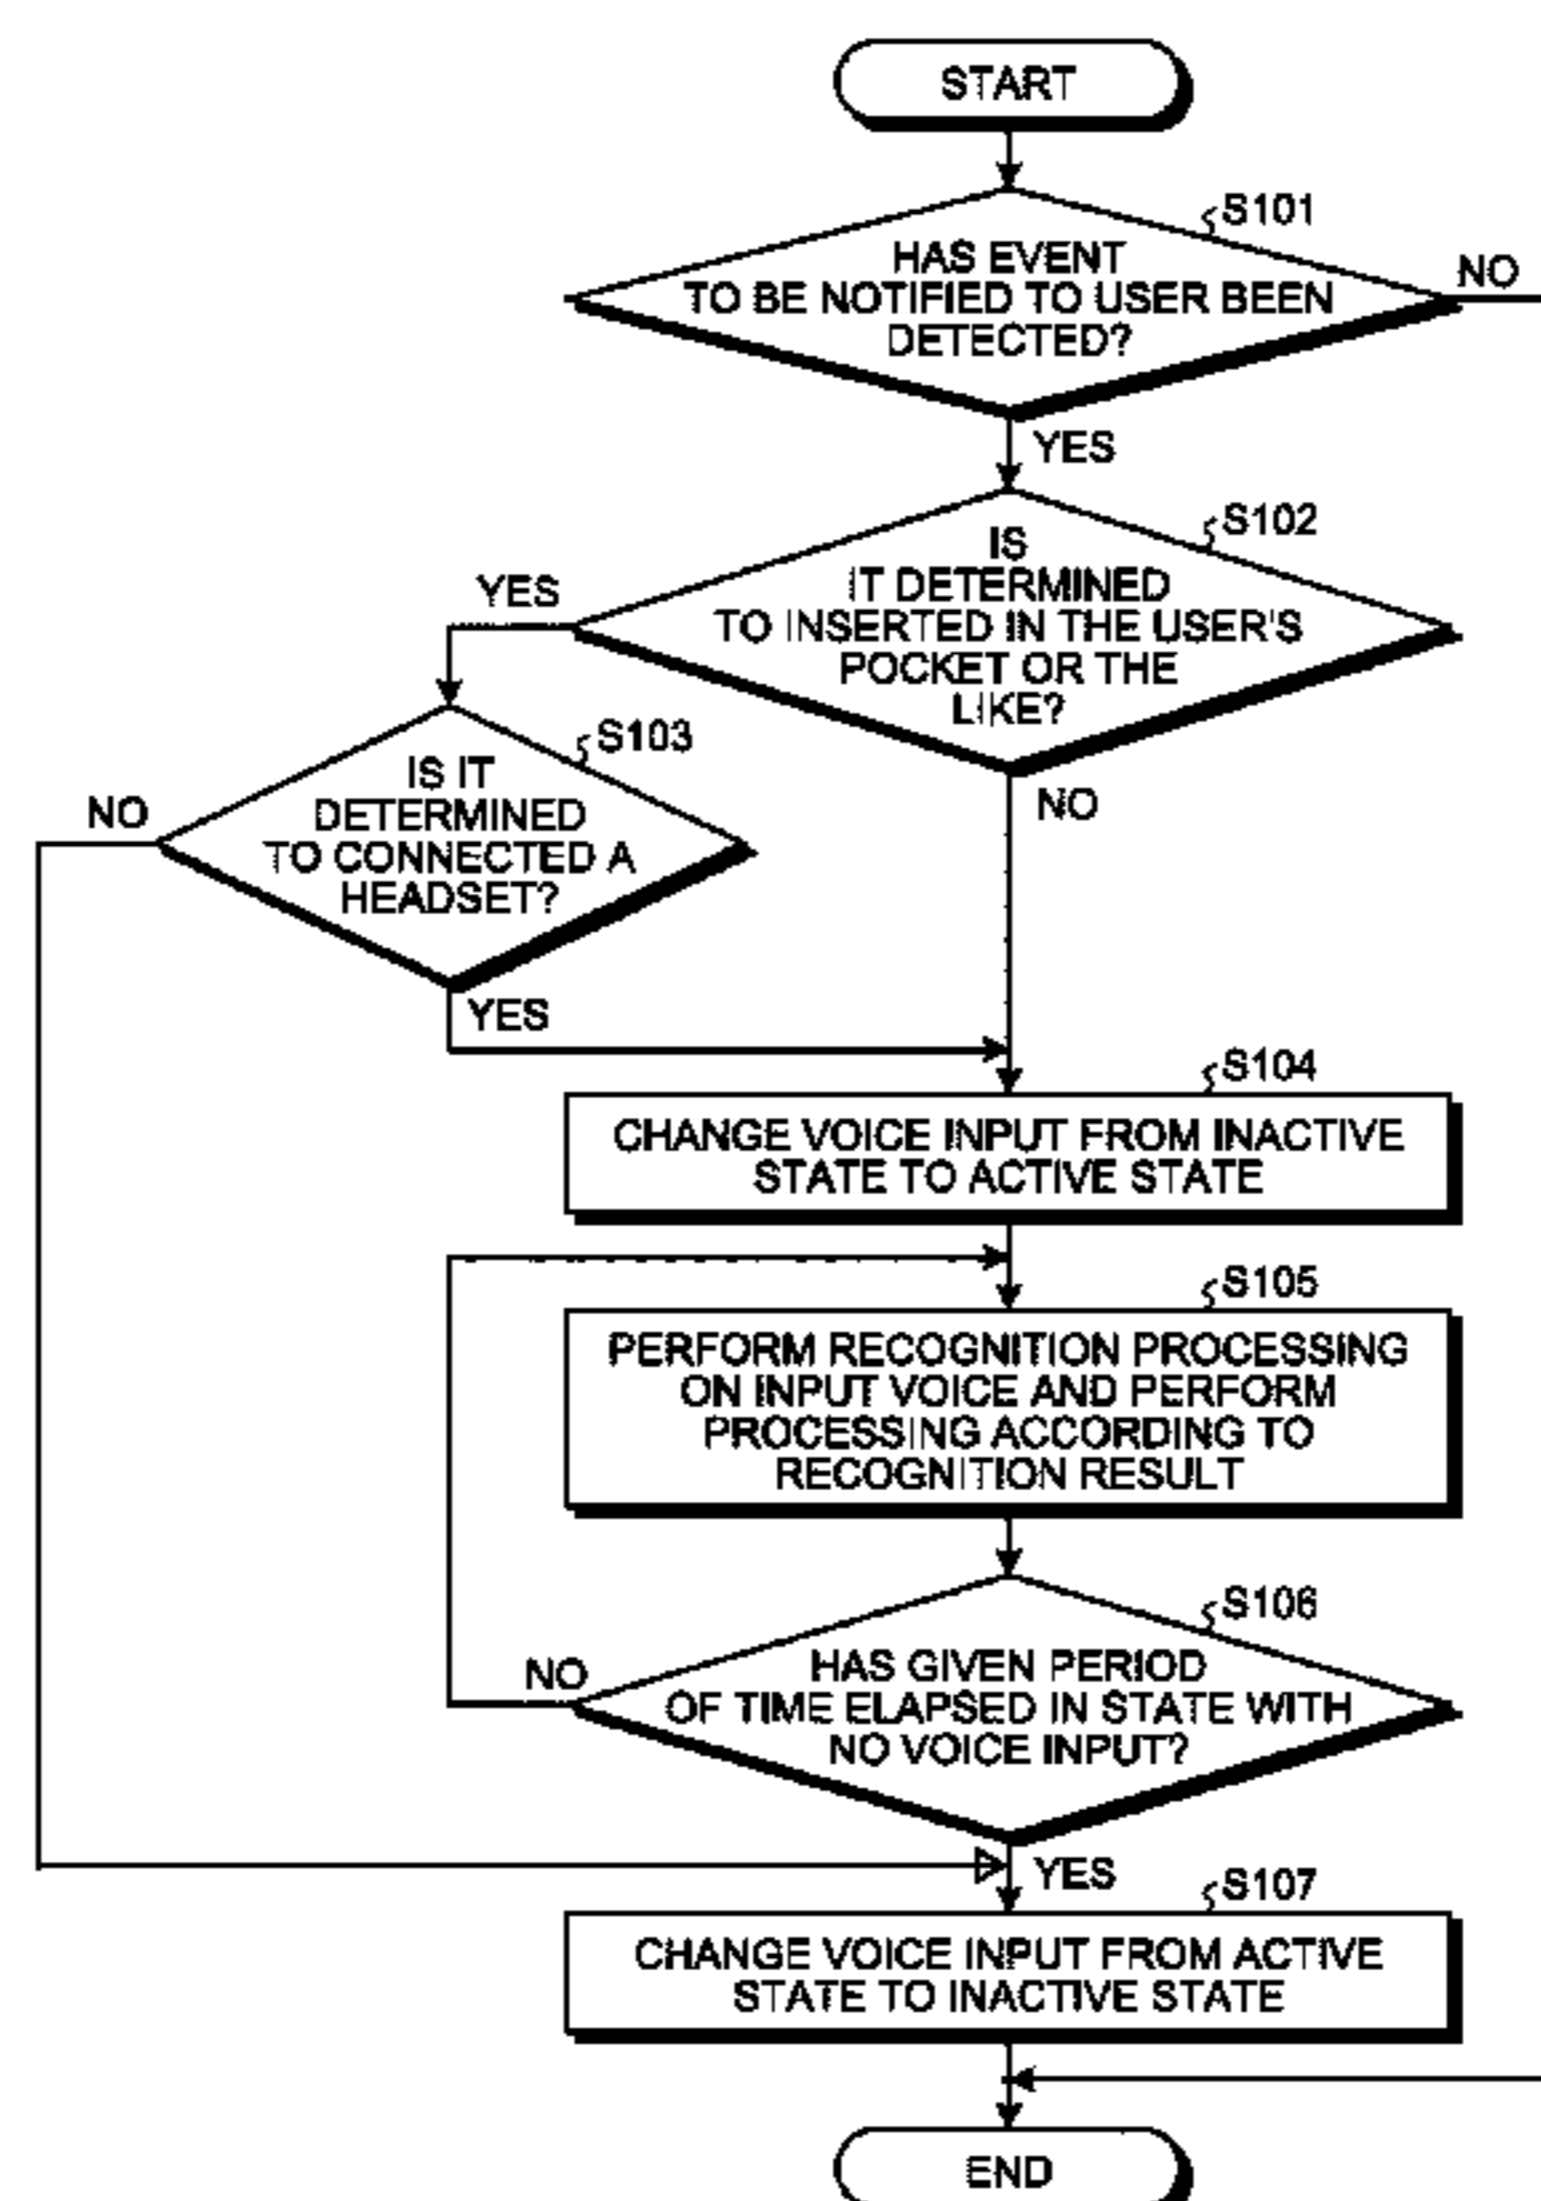 START
S101
HAS EVENT
TO BE NOTIFIED TO USER BEEN
DETECTED?
NO
YES
S102
IS
IT DETERMINED
TO INSERTED IN THE USER'S
POCKET OR THE
LIKE?
YES
NO
S103
IS IT
DETERMINED
TO CONNECTED A
HEADSET?
NO
YES
S104
CHANGE VOICE INPUT FROM INACTIVE
STATE TO ACTIVE STATE
S105
PERFORM RECOGNITION PROCESSING
ON INPUT VOICE AND PERFORM
PROCESSING ACCORDING TO
RECOGNITION RESULT
S106
HAS GIVEN PERIOD
OF TIME ELAPSED IN STATE WITH
NO VOICE INPUT?
NO
YES
S107
CHANGE VOICE INPUT FROM ACTIVE
STATE TO INACTIVE STATE
END